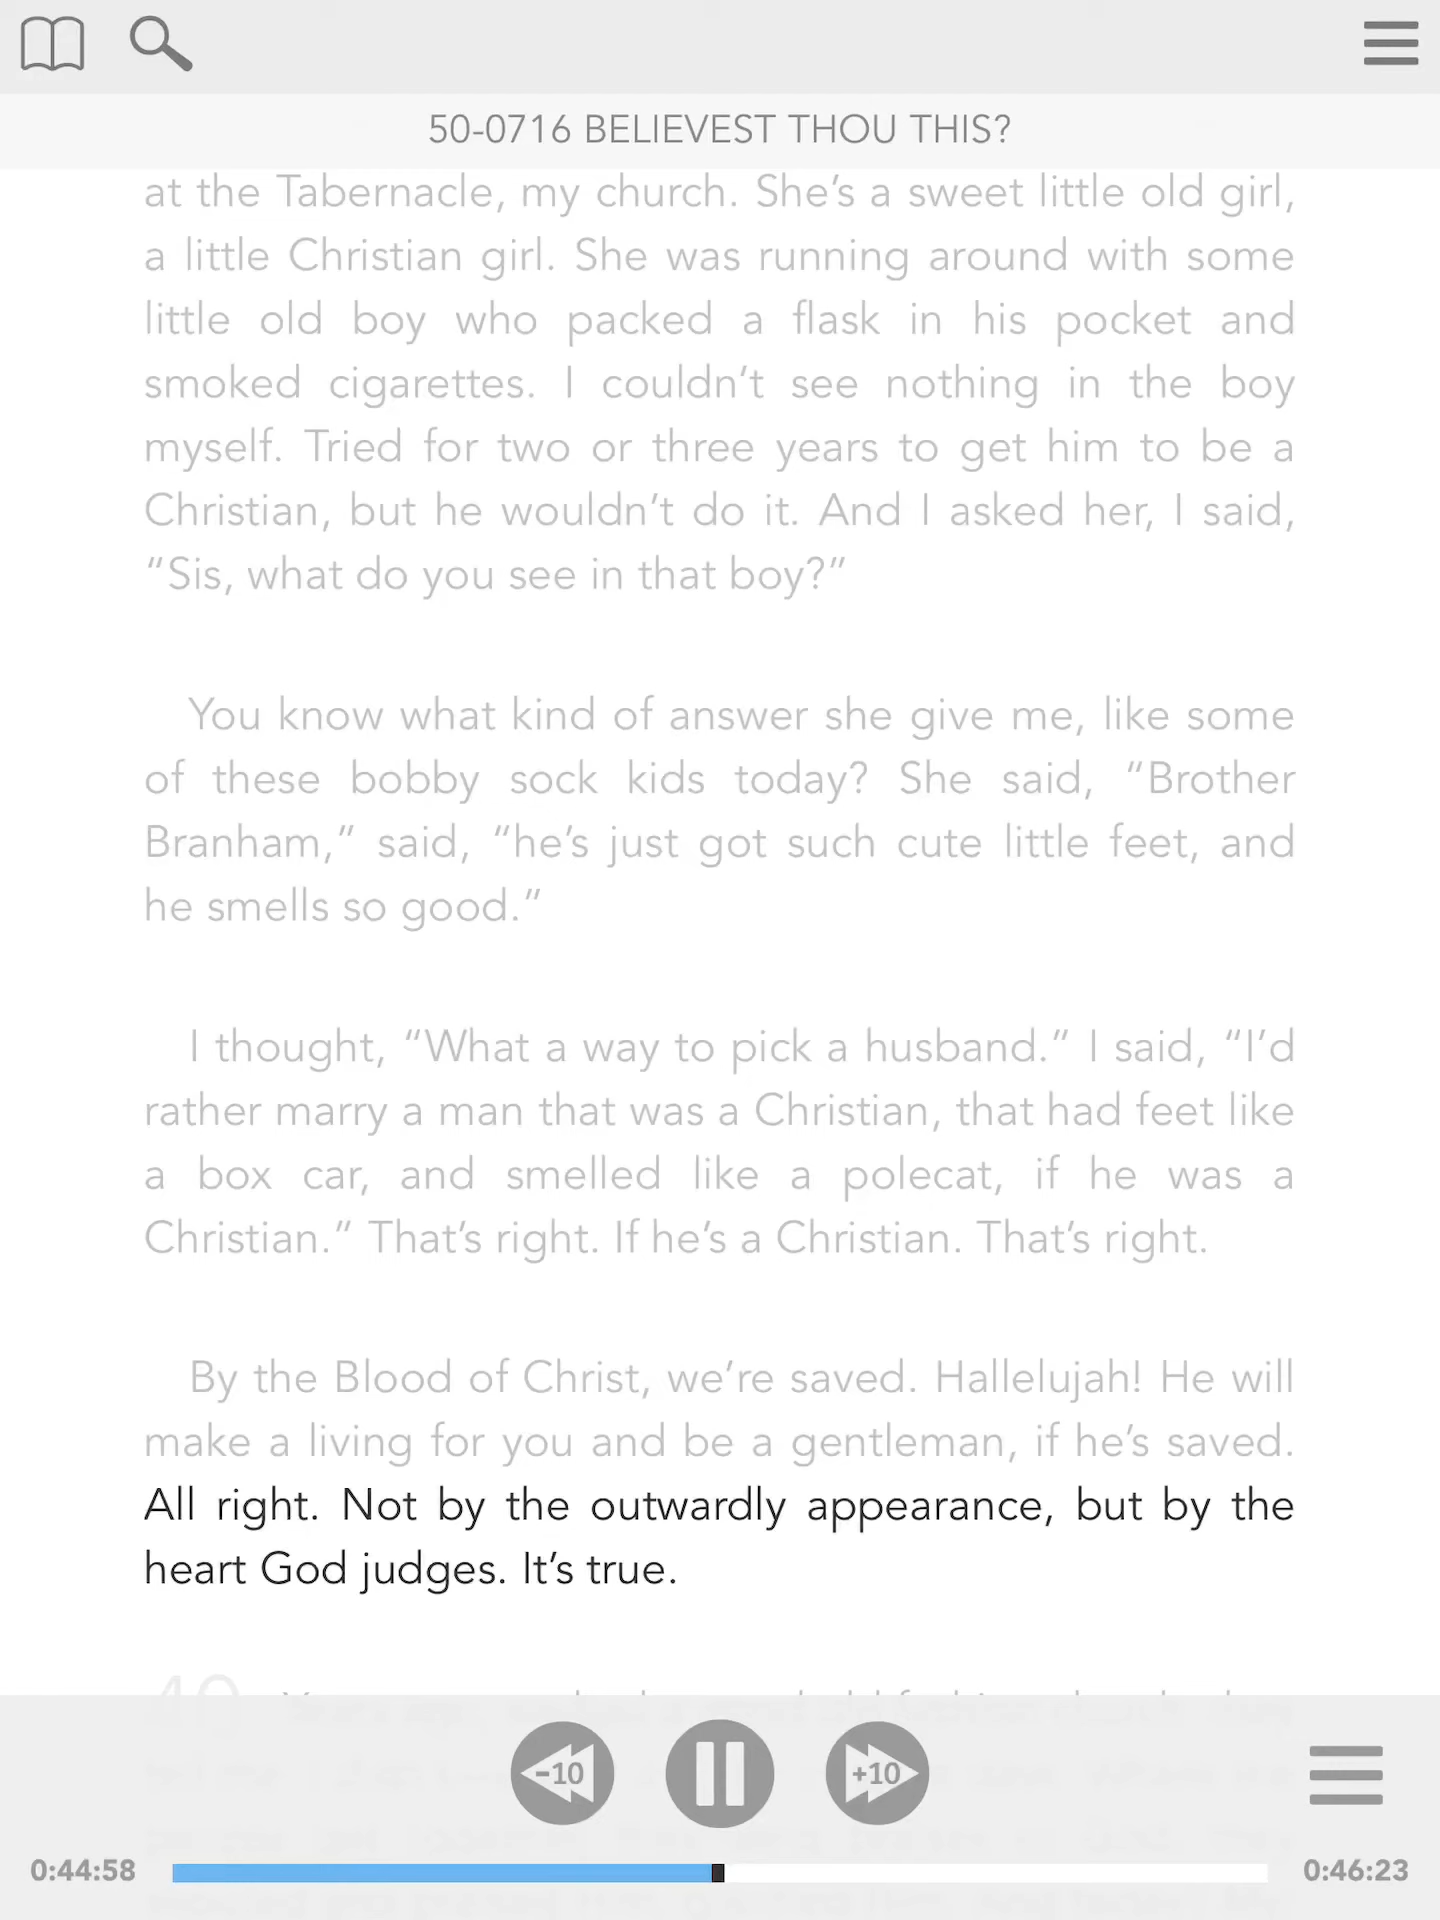 50-0716 BELIEVEST THOU THIS?
at the Tabernacle, my church. She’s a sweet little old girl,
a little Christian girl. She was running around with some
little old boy who packed a flask in his pocket and
smoked cigarettes. I couldn’t see nothing in the boy
myself. Tried for two or three years to get him to be a
Christian, but he wouldn’t do it. And I asked her, I said,
“Sis, what do you see in that boy?”
You know what kind of answer she give me, like some
of these bobby sock kids today? She said, “Brother
Branham,” said, “he’s just got such cute little feet, and
he smells so good.”
I thought, “What a way to pick a husband.” I said, “I’d
rather marry a man that was a Christian, that had feet like
a box car, and smelled like a polecat, if he was a
Christian.” That’s right. If he’s a Christian. That’s right.
By the Blood of Christ, we’re saved. Hallelujah! He will
make a living for you and be a gentleman, if he’s saved.
All right. Not by the outwardly appearance, but by the
heart God judges. It’s true.
40
-10 +10
0:44:58 0:46:23